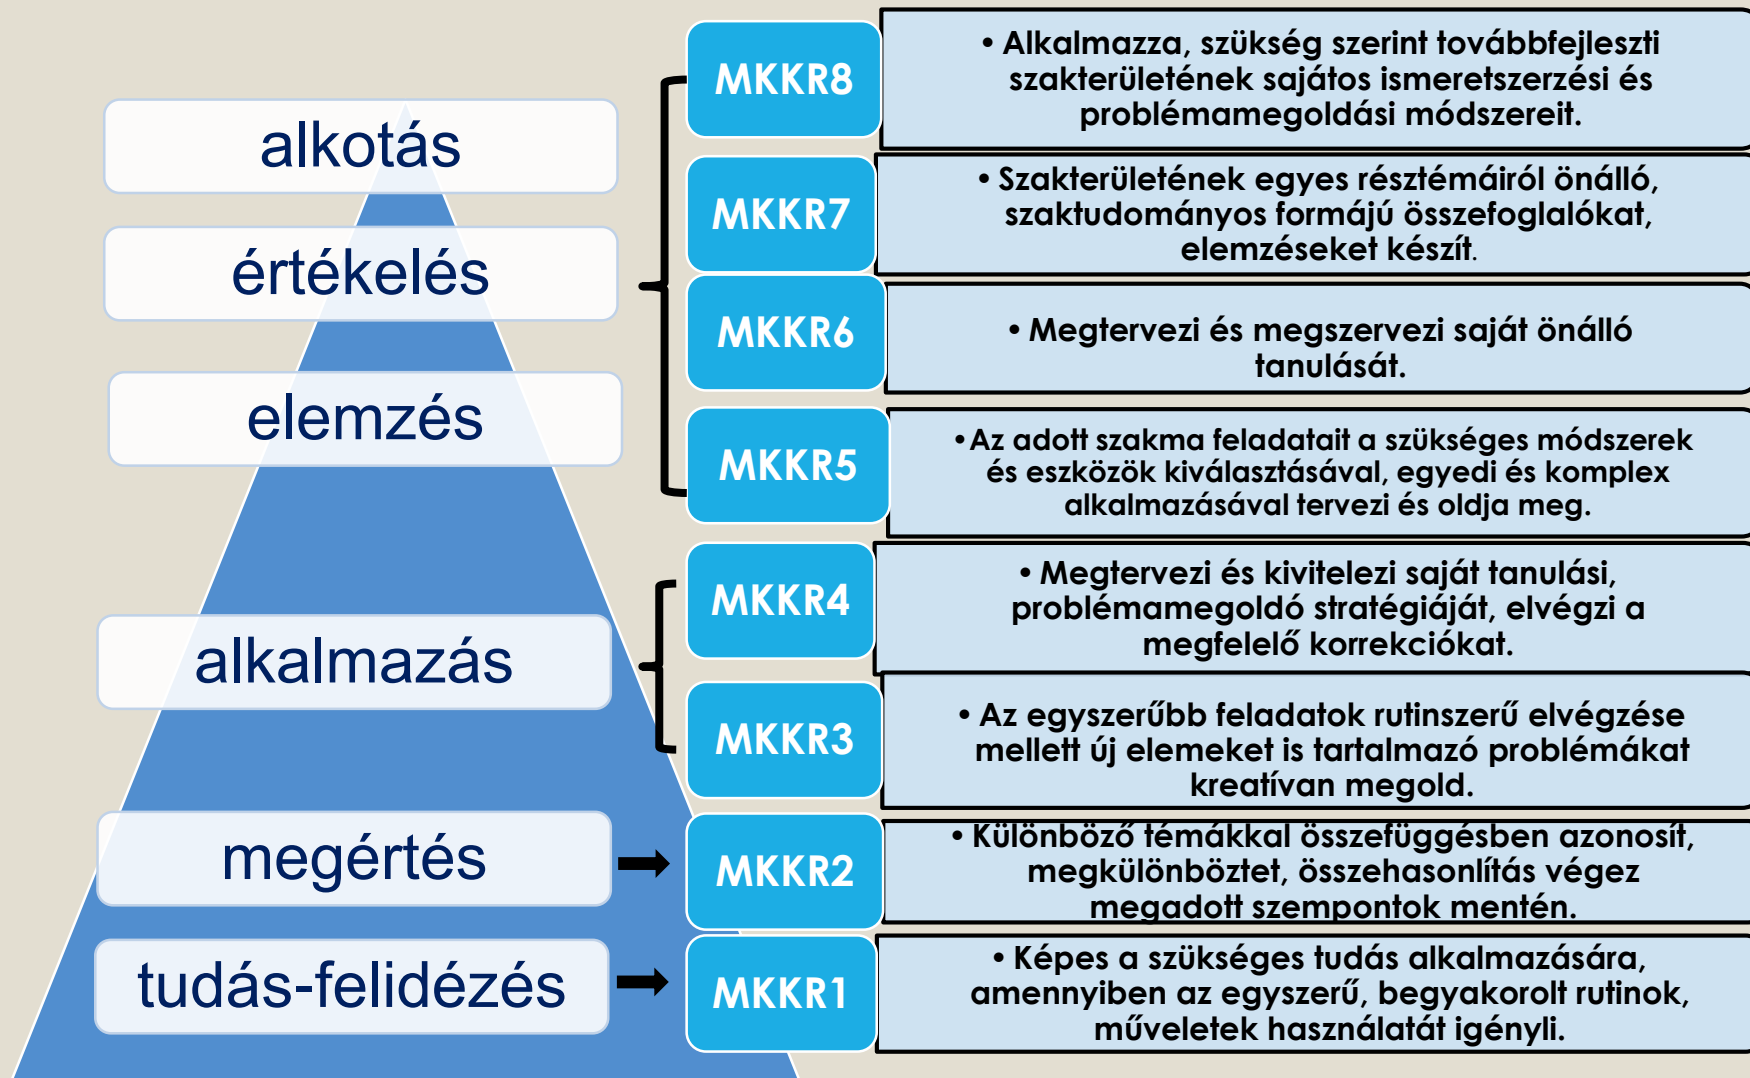 alkotás
értékelés
elemzés
alkalmazás
megértés
tudás-felidézés
MKKR8
• Alkalmazza, szükség szerint továbbfejleszti
szakterületének sajátos ismeretszerzési és
problémamegoldási módszereit.
MKKR7
• Szakterületének egyes résztémáiról önálló,
szaktudományos formájú összefoglalókat,
elemzéseket készít.
MKKR6
• Megtervezi és megszervezi saját önálló
tanulását.
MKKR5
• Az adott szakma feladatait a szükséges módszerek
és eszközök kiválasztásával, egyedi és komplex
alkalmazásával tervezi és oldja meg.
MKKR4
• Megtervezi és kivitelezi saját tanulási,
problémamegoldó stratégiáját, elvégzi a
megfelelő korrekciókat.
MKKR3
• Az egyszerűbb feladatok rutinszerű elvégzése
mellett új elemeket is tartalmazó problémákat
kreatívan megold.
MKKR2
• Különböző témákkal összefüggésben azonosít,
megkülönböztet, összehasonlítás végez
megadott szempontok mentén.
MKKR1
• Képes a szükséges tudás alkalmazására,
amennyiben az egyszerű, begyakorolt rutinok,
műveletek használatát igényli.